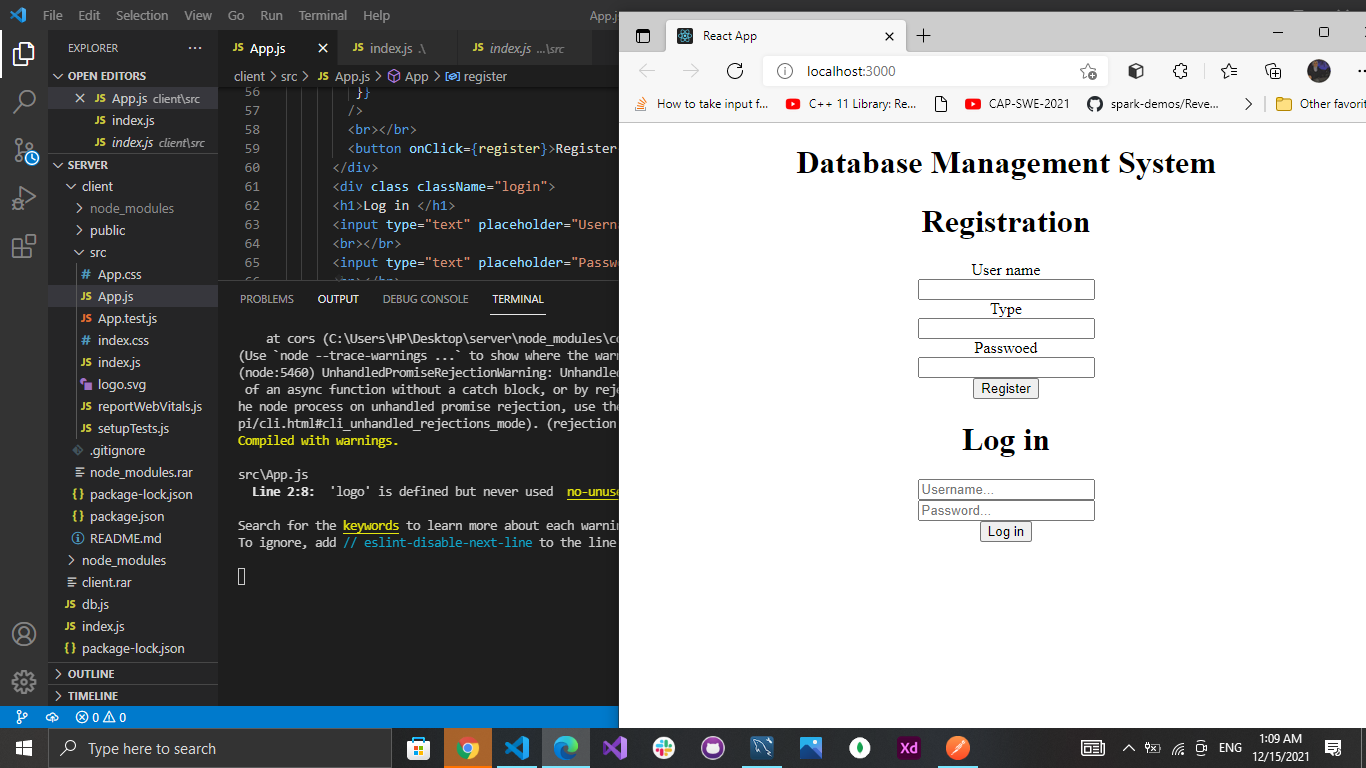 File Edit Selection View Go Run Terminal Help
App.js
EXPLORER
OPEN EDITORS
App.js client\src
index.js
index.js client\src
SERVER
client
node_modules
public
src
App.css
App.js
App.test.js
index.css
index.js
logo.svg
reportWebVitals.js
setupTests.js
.gitignore
node_modules.rar
package-lock.json
package.json
README.md
node_modules
client.rar
db.js
index.js
package-lock.json
OUTLINE
TIMELINE
App.js
index.js .\
index.js ...\src
client > src > JS App.js > App > register
56 }}
57 />
58 <br></br>
59 <button onClick={register}>Register
60 </div>
61 <div class className="login">
62 <h1>Log in </h1>
63 <input type="text" placeholder="Userna
64 <br></br>
65 <input type="text" placeholder="Passwo
66
PROBLEMS OUTPUT DEBUG CONSOLE TERMINAL
at cors (C:\Users\HP\Desktop\server\node_modules\co
(Use `node --trace-warnings ...` to show where the warn
(node:5460) UnhandledPromiseRejectionWarning: Unhandled
of an async function without a catch block, or by reje
he node process on unhandled promise rejection, use the
pi/cli.html#cli_unhandled_rejections_mode). (rejection
Compiled with warnings.
src\App.js
Line 2:8: 'logo' is defined but never used no-unuse
Search for the keywords to learn more about each warnin
To ignore, add // eslint-disable-next-line to the line
0 0
React App
localhost:3000
How to take input f...
C++ 11 Library: Re...
CAP-SWE-2021
spark-demos/Reve...
Other favorit
Database Management System
Registration
User name
Type
Passwoed
Register
Log in
Username...
Password...
Log in
Type here to search
Xd
ENG
1:09 AM
12/15/2021